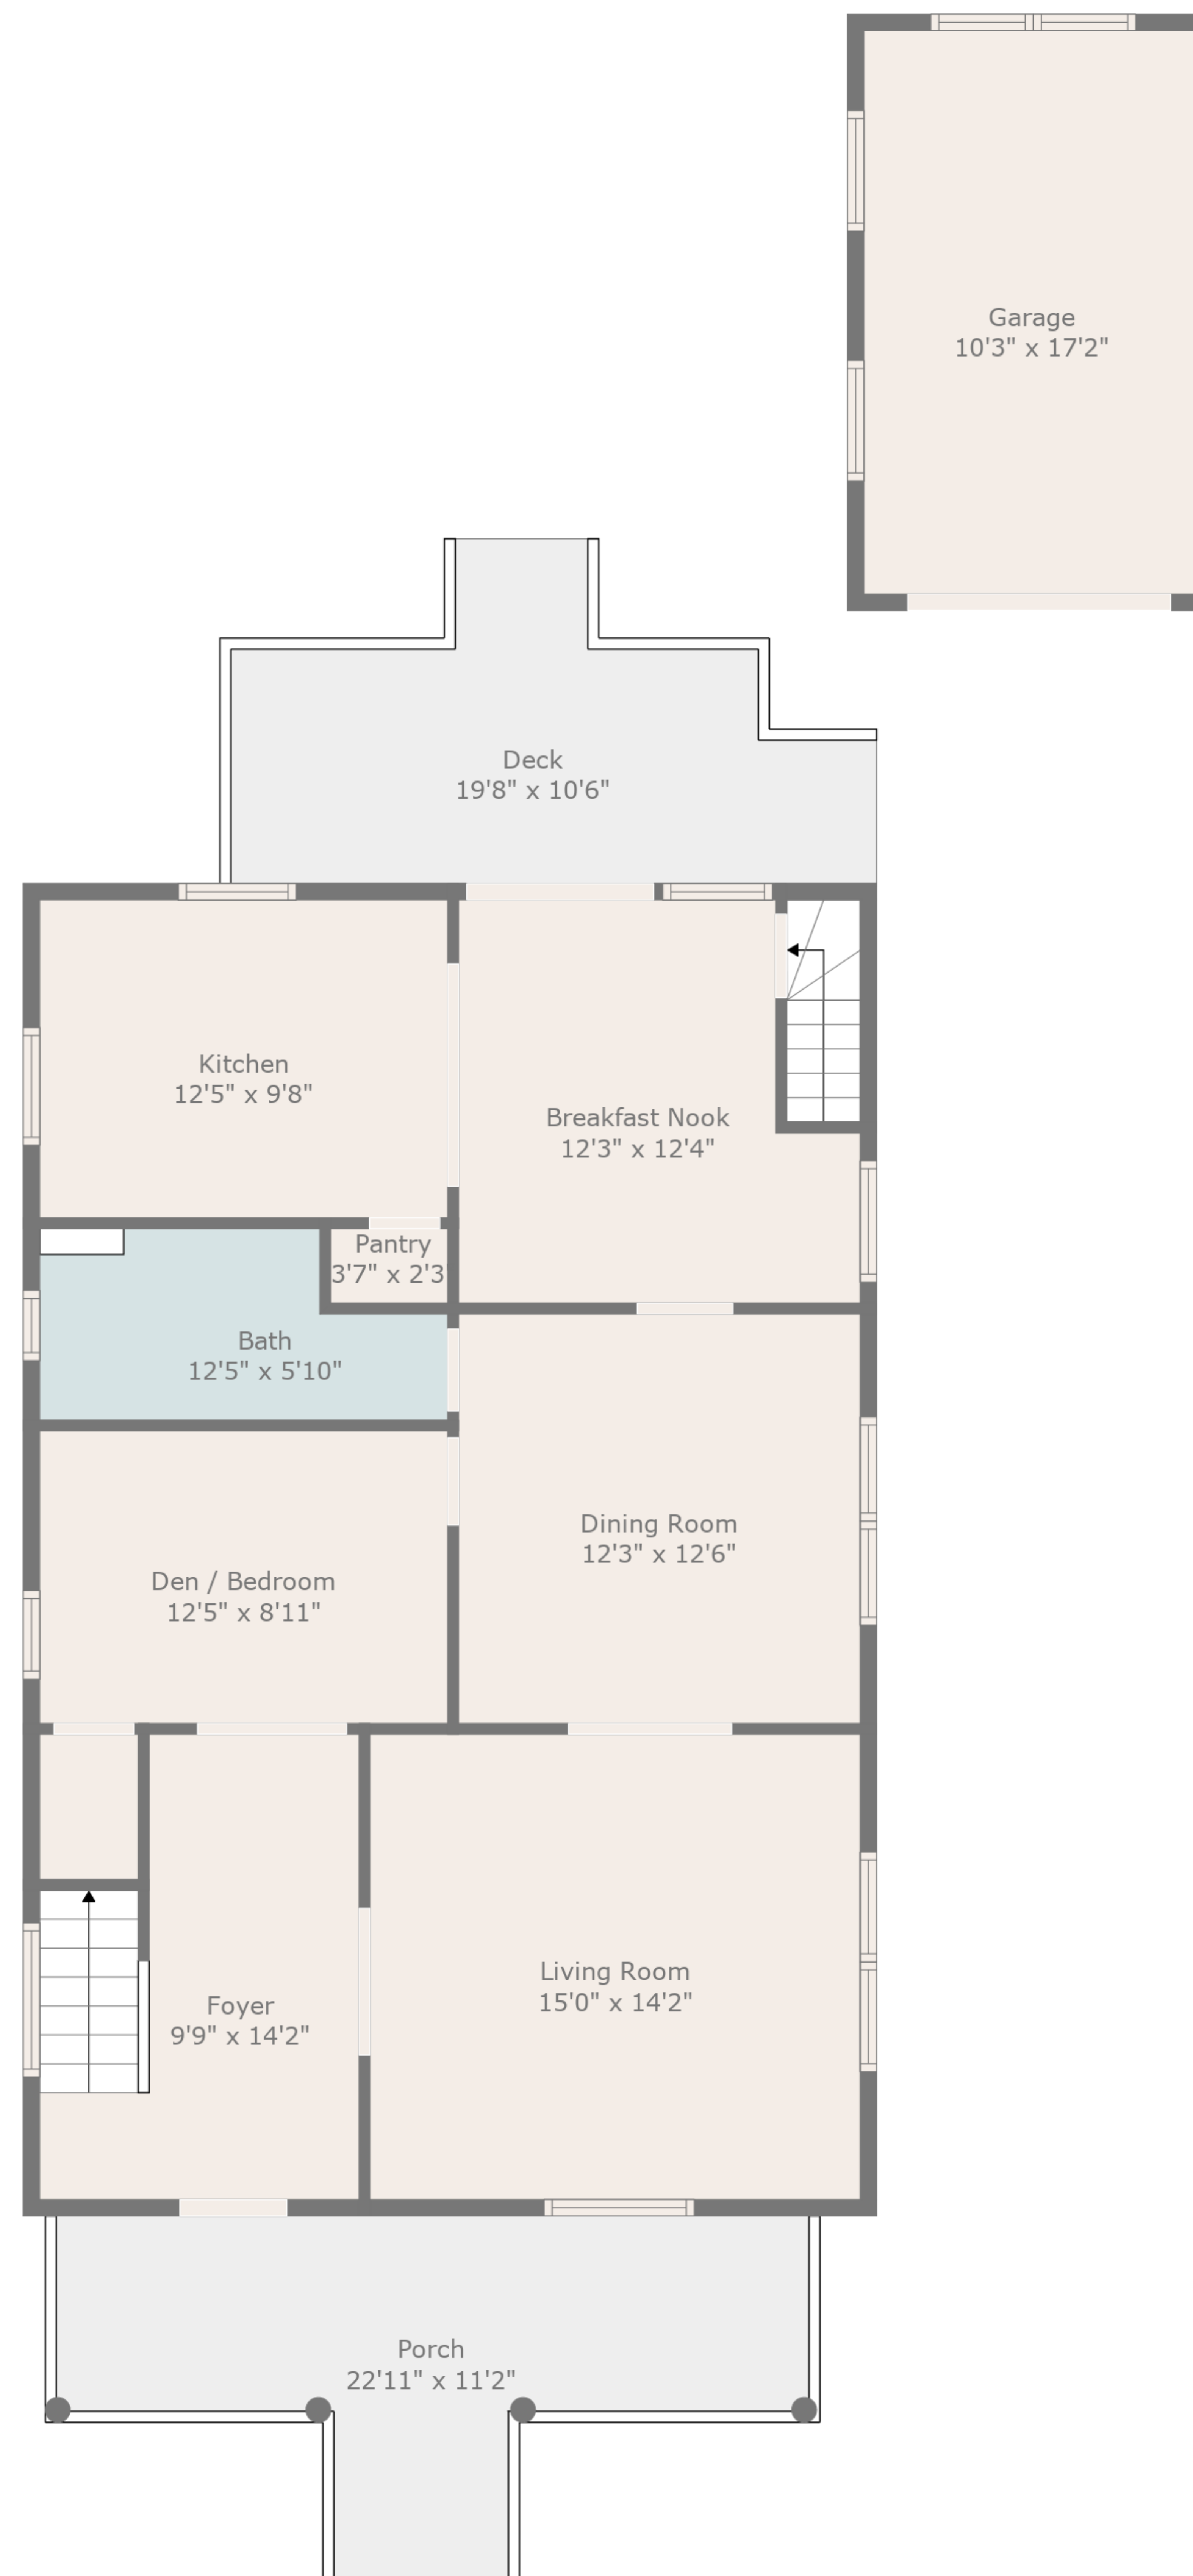 Garage
10'3" x 17'2"
Deck
19'8" x 10'6"
Kitchen
12'5" x 9'8"
Breakfast Nook
12'3" x 12'4"
Pantry
3'7" x 2'3
Bath
12'5" x 5'10"
Dining Room
12'3" x 12'6"
Den / Bedroom
12'5" x 8'11"
Living Room
15'0" x 14'2"
Foyer
9'9" x 14'2"
Porch
22'11" x 11'2"